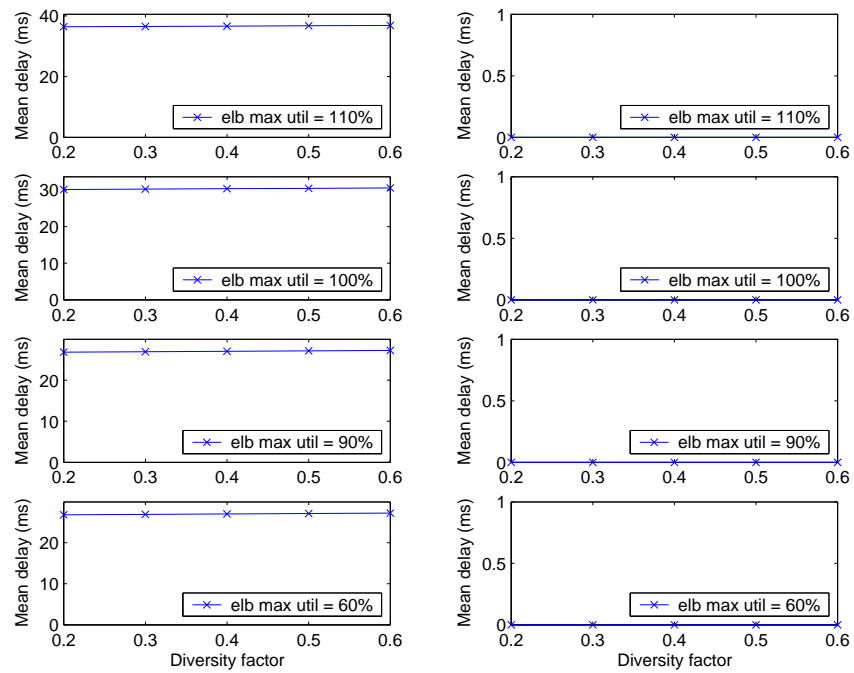 40
20
0
Mean delay (ms)
elb max util = 110%
0.2 0.3 0.4 0.5 0.6
1
0.5
0
Mean delay (ms)
elb max util = 110%
0.2 0.3 0.4 0.5 0.6
30
20
10
0
Mean delay (ms)
elb max util = 100%
0.2 0.3 0.4 0.5 0.6
1
0.5
0
Mean delay (ms)
elb max util = 100%
0.2 0.3 0.4 0.5 0.6
20
10
0
Mean delay (ms)
elb max util = 90%
0.2 0.3 0.4 0.5 0.6
1
0.5
0
Mean delay (ms)
elb max util = 90%
0.2 0.3 0.4 0.5 0.6
20
10
0
Mean delay (ms)
elb max util = 60%
0.2 0.3 0.4 0.5 0.6
Diversity factor
1
0.5
0
Mean delay (ms)
elb max util = 60%
0.2 0.3 0.4 0.5 0.6
Diversity factor